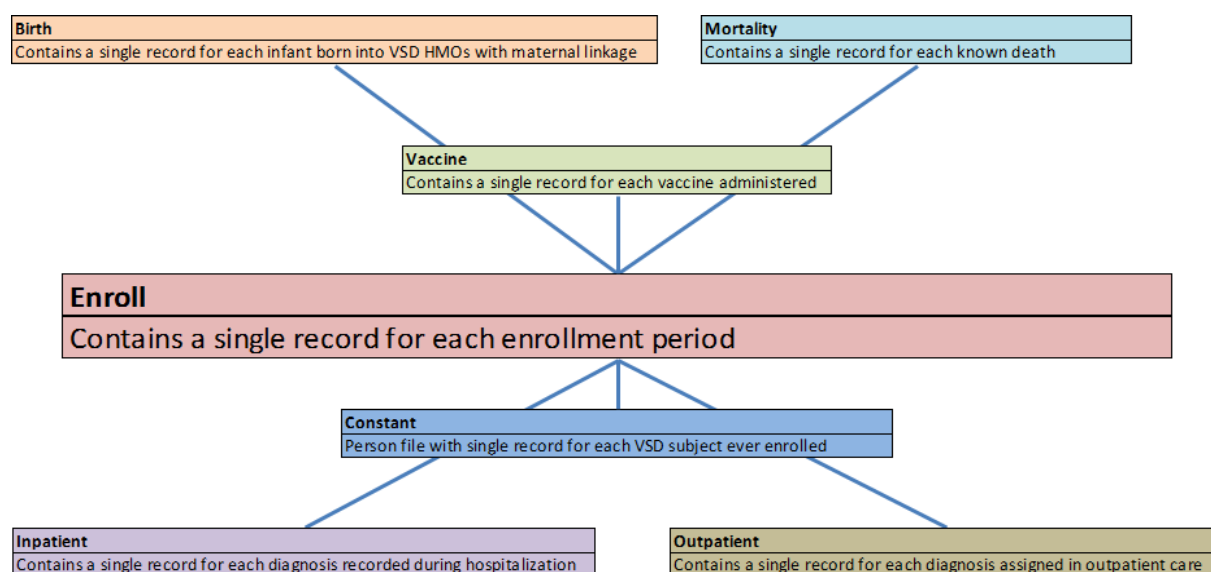 Birth
Contains a single record for each infant born into VSD HMOs with maternal linkage
Mortality
Contains a single record for each known death
Vaccine
Contains a single record for each vaccine administered
Enroll
Contains a single record for each enrollment period
Constant
Person file with single record for each VSD subject ever enrolled
Inpatient
Contains a single record for each diagnosis recorded during hospitalization
Outpatient
Contains a single record for each diagnosis assigned in outpatient care